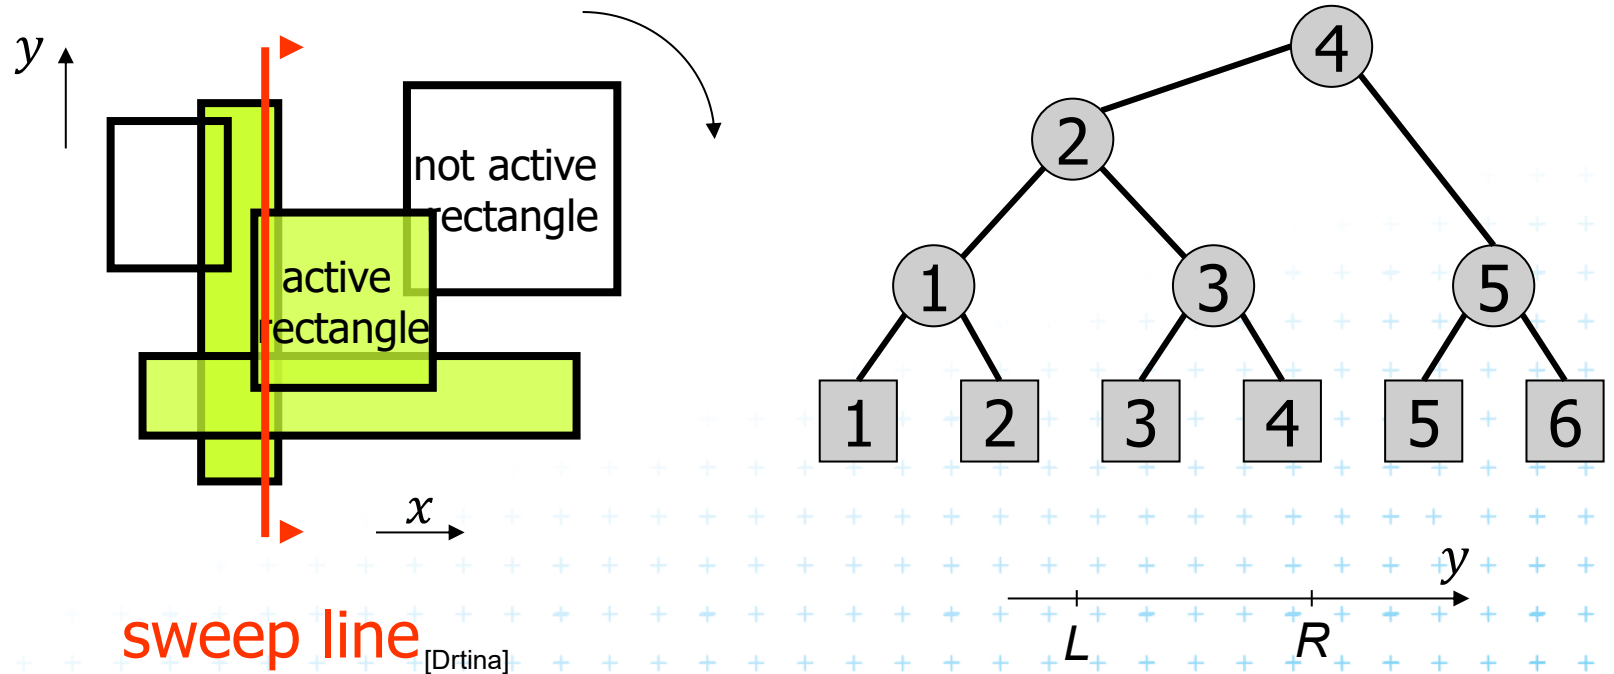 y
not active
rectangle
active
rectangle
x
sweep line [Drtina]
4
2
1 3 5
1 2 3 4 5 6
y
L R